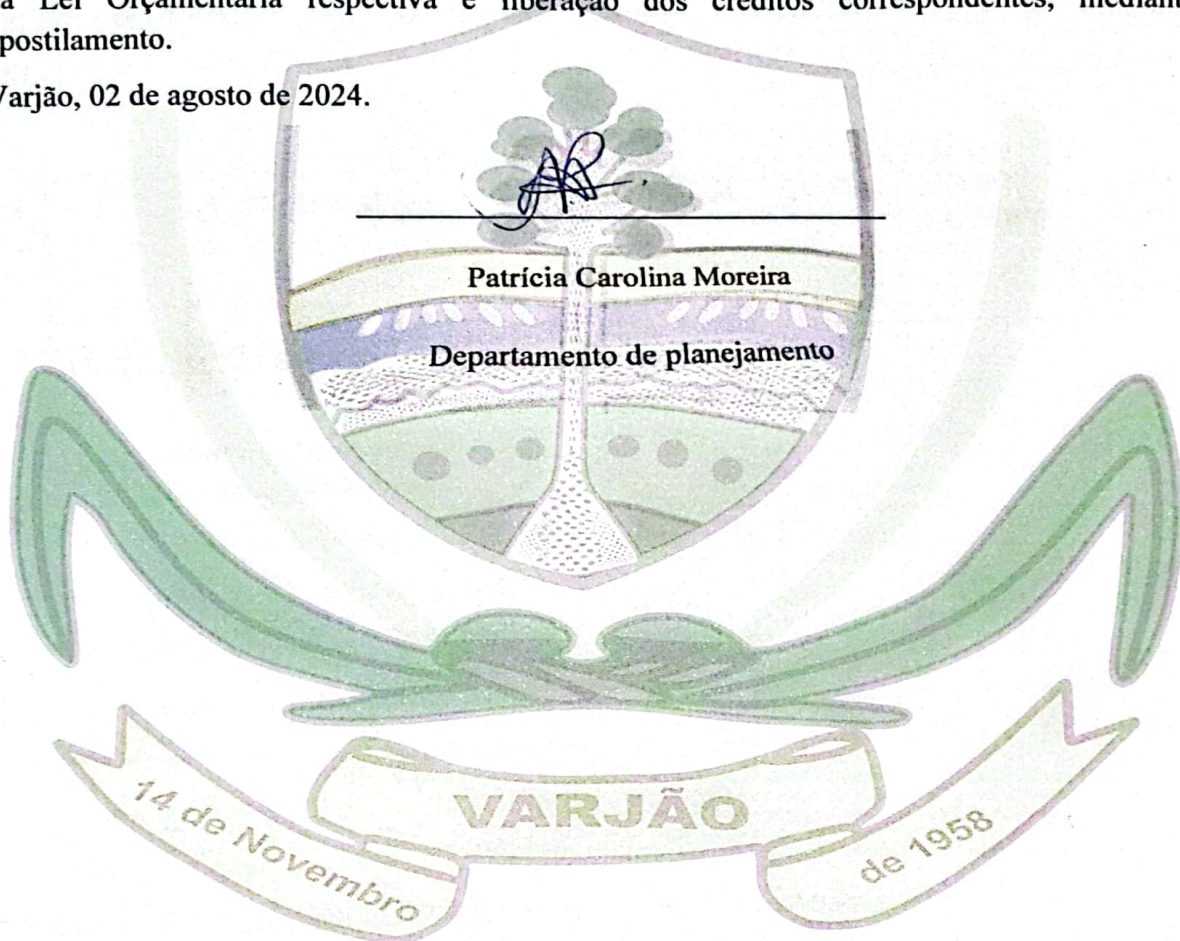 a Lei Orçamentária respectiva e liberação dos créditos correspondentes, mediant
postilamento.
Varjão, 02 de agosto de 2024.
Patrícia Carolina Moreira
Departamento de planejamento
14 de Novembro
VARJÃO
de 1958